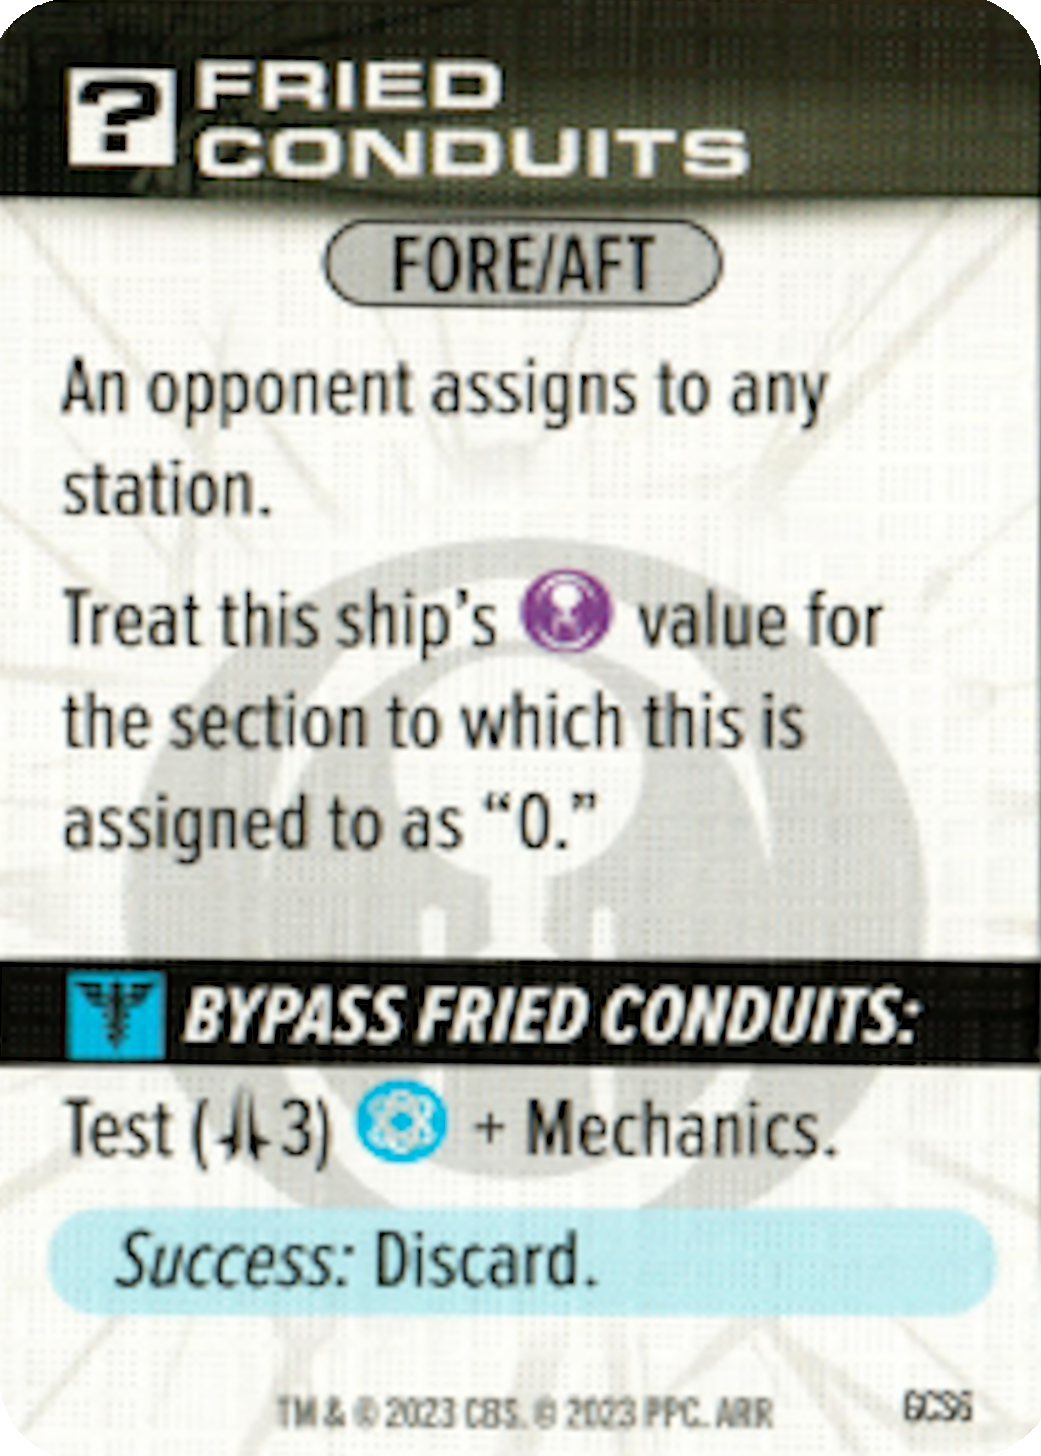 FRIED
CONDUITS
FORE/AFT
An opponent assigns to any
station.
Treat this ship’s value for
the section to which this is
assigned to as “0.”
BYPASS FRIED CONDUITS:
Test (3) + Mechanics.
Success: Discard.
TM & © 2023 CBS. © 2023 PPC. ARR
6CS6